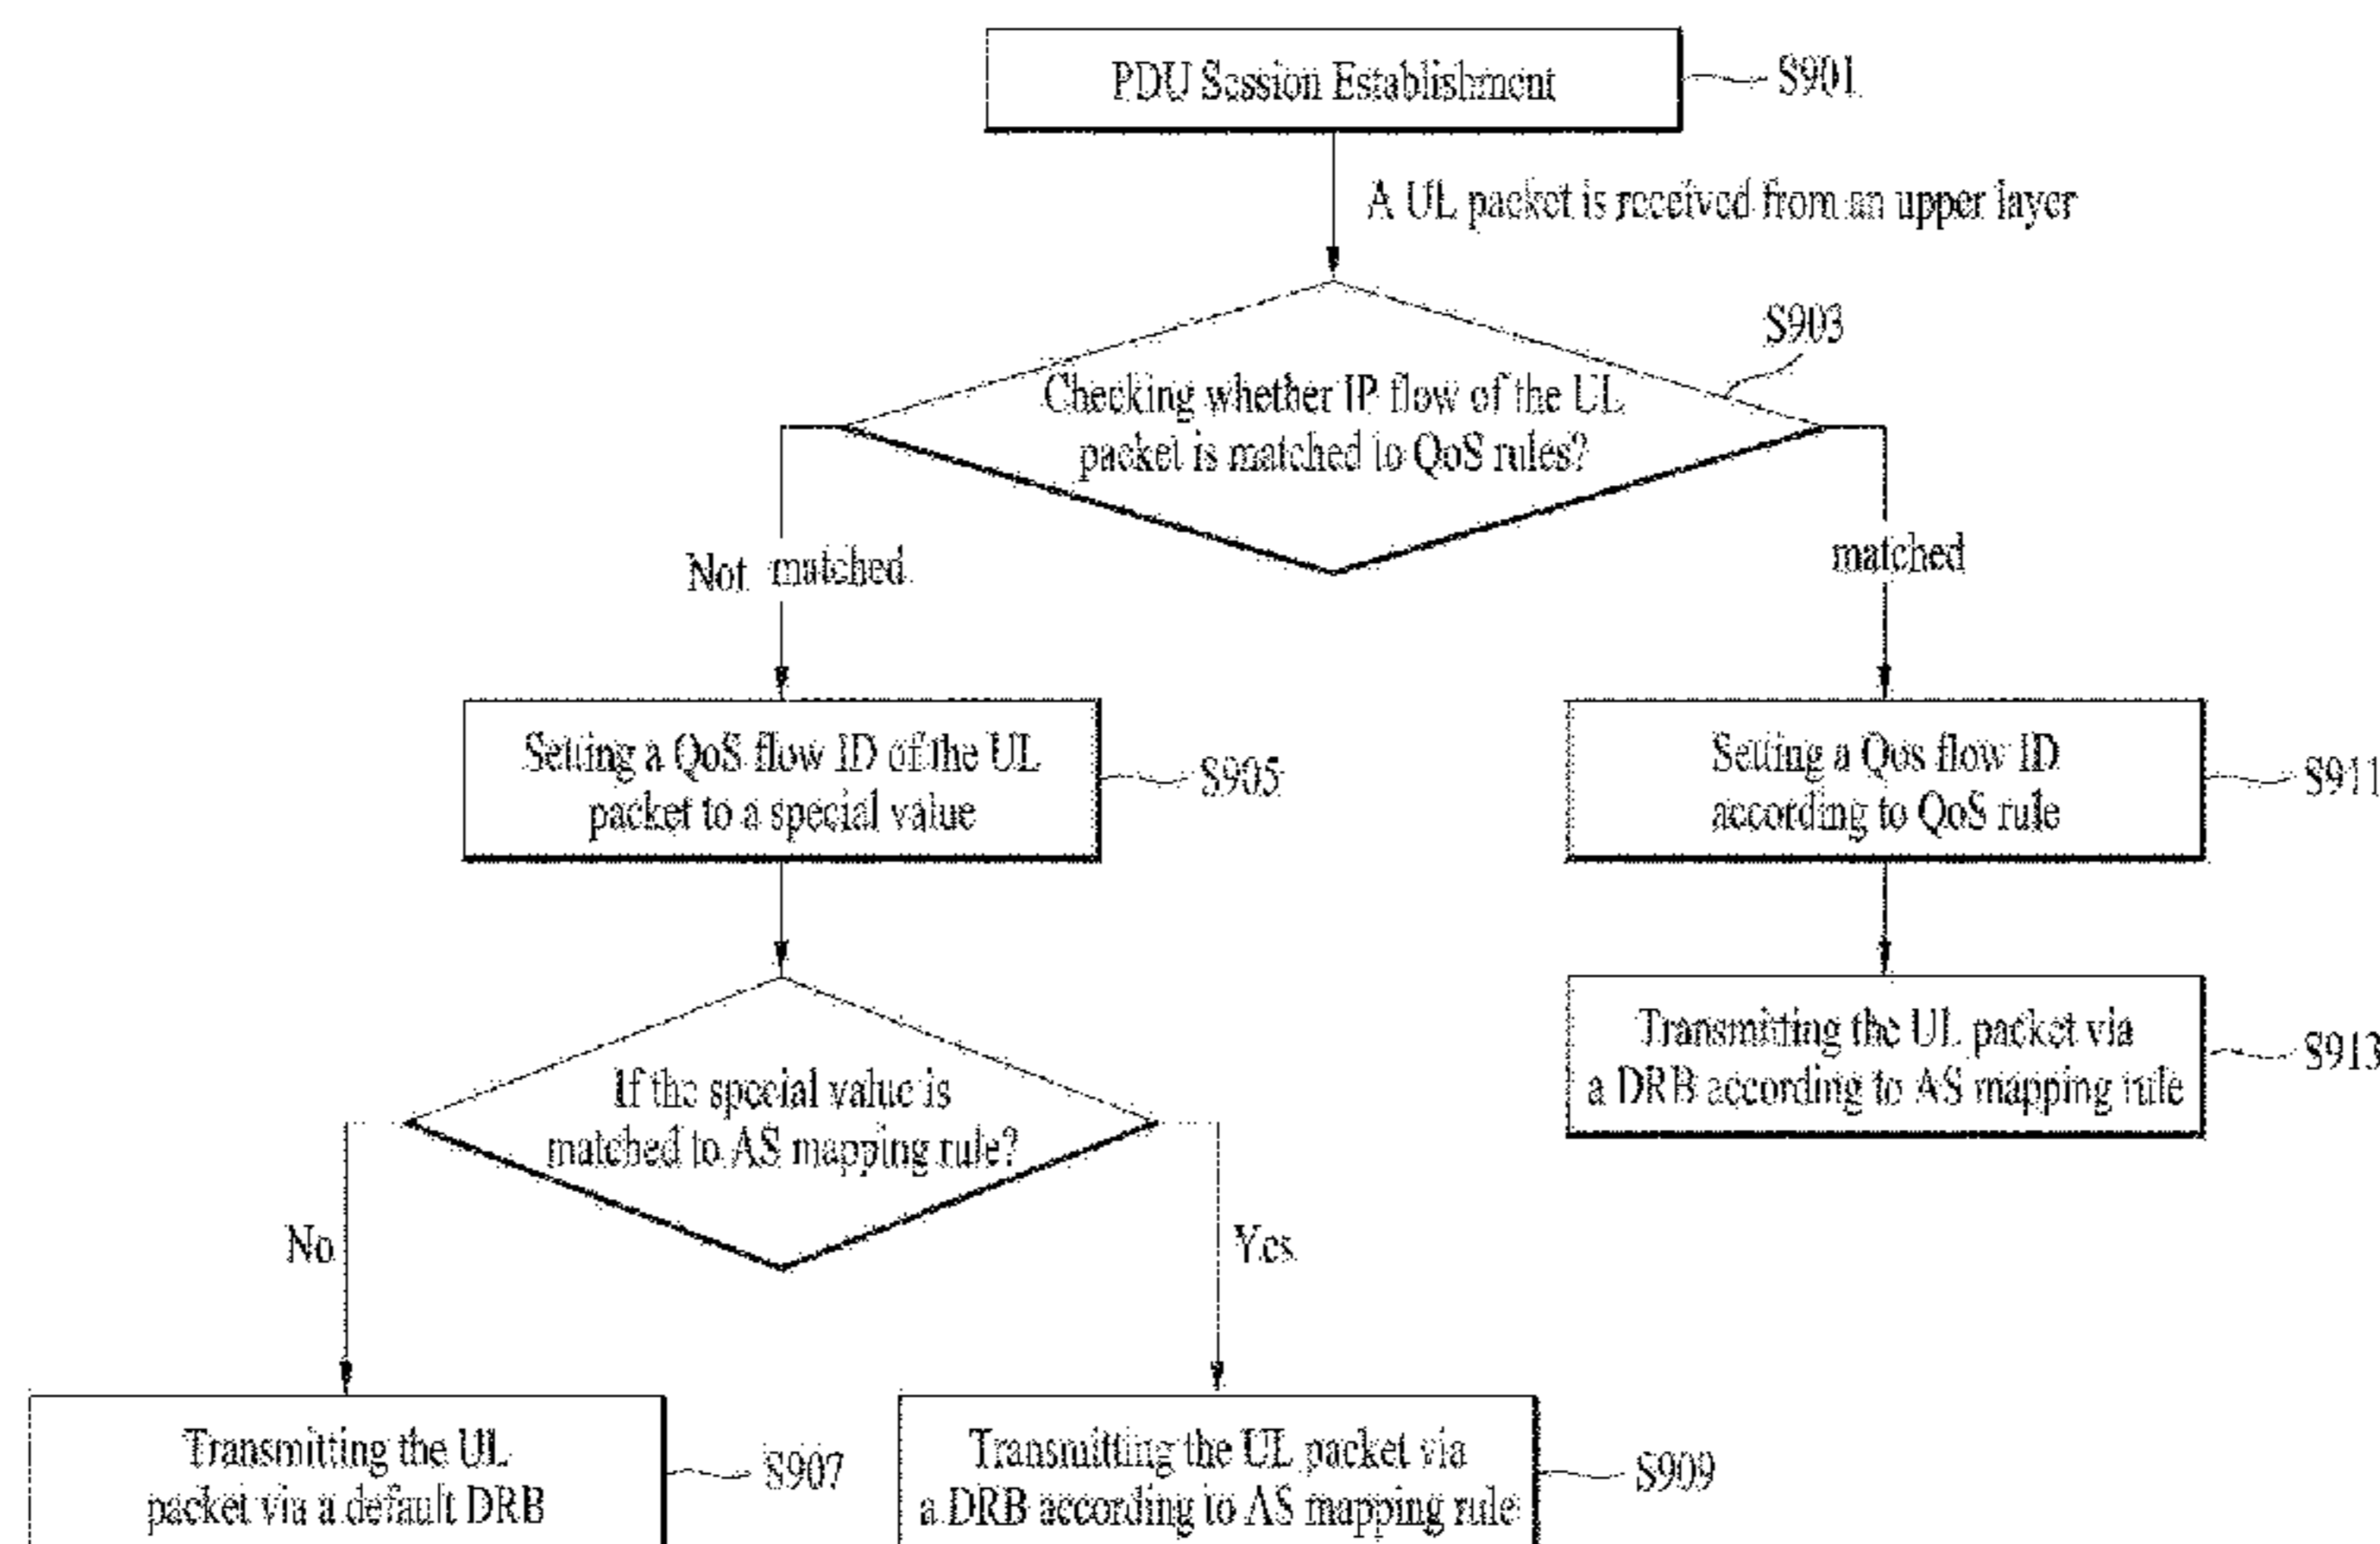 PDU Session Establishment
S901
A UL packet is received from an upper layer
S903
Checking whether IP flow of the UL
packet is matched to QoS rules?
Not matched
matched
Setting a QoS flow ID of the UL
packet to a special value
S905
Setting a Qos flow ID
according to QoS rule
S911
If the special value is
matched to AS mapping rule?
Transmitting the UL packet via
a DRB according to AS mapping rule
S913
No
Yes
Transmitting the UL
packet via a default DRB
S907
Transmitting the UL packet via
a DRB according to AS mapping rule
S909